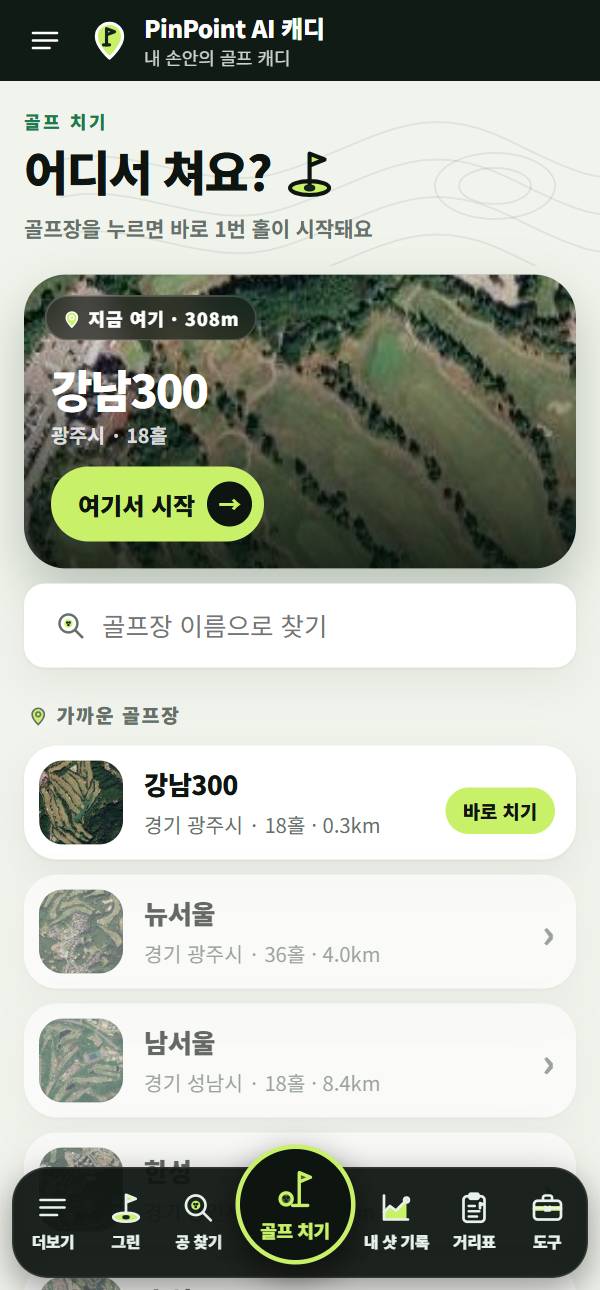 PinPoint AI 캐디
내 손안의 골프 캐디
골프 치기
어디서 쳐요?
골프장을 누르면 바로 1번 홀이 시작돼요
지금 여기 · 308m
강남300
광주시 · 18홀
여기서 시작 →
골프장 이름으로 찾기
가까운 골프장
강남300
경기 광주시 · 18홀 · 0.3km
바로 치기
뉴서울
경기 광주시 · 36홀 · 4.0km
남서울
경기 성남시 · 18홀 · 8.4km
한성
더보기
그린
공 찾기
골프 치기
내 샷 기록
거리표
도구